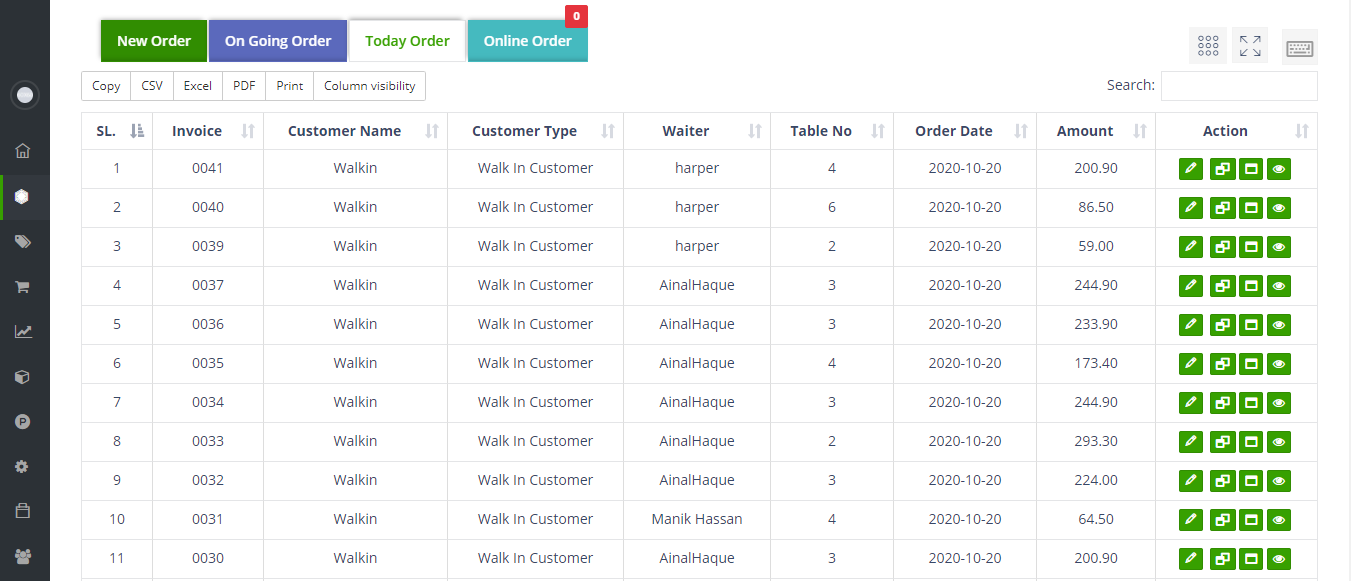 0
New Order On Going Order Today Order Online Order
Copy CSV Excel PDF Print Column visibility Search:
SL. Invoice Customer Name Customer Type Waiter Table No Order Date Amount Action
1 0041 Walkin Walk In Customer harper 4 2020-10-20 200.90
2 0040 Walkin Walk In Customer harper 6 2020-10-20 86.50
3 0039 Walkin Walk In Customer harper 2 2020-10-20 59.00
4 0037 Walkin Walk In Customer AinalHaque 3 2020-10-20 244.90
5 0036 Walkin Walk In Customer AinalHaque 3 2020-10-20 233.90
6 0035 Walkin Walk In Customer AinalHaque 4 2020-10-20 173.40
7 0034 Walkin Walk In Customer AinalHaque 3 2020-10-20 244.90
8 0033 Walkin Walk In Customer AinalHaque 2 2020-10-20 293.30
9 0032 Walkin Walk In Customer AinalHaque 3 2020-10-20 224.00
10 0031 Walkin Walk In Customer Manik Hassan 4 2020-10-20 64.50
11 0030 Walkin Walk In Customer AinalHaque 3 2020-10-20 200.90